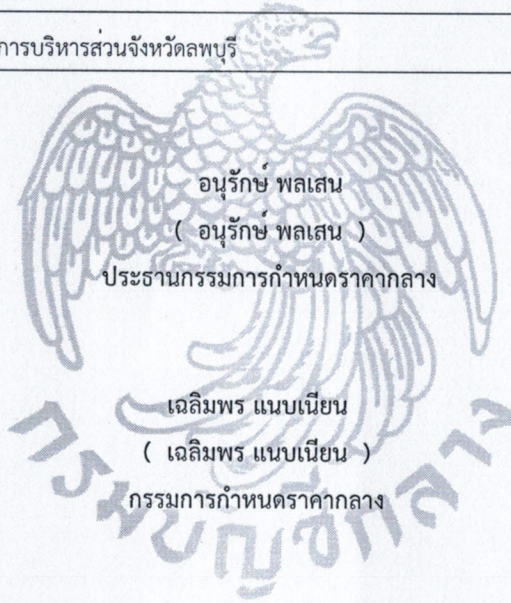 การบริหารส่วนจังหวัดลพบุรี
อนุรักษ์ พลเสน
( อนุรักษ์ พลเสน )
ประธานกรรมการกำหนดราคากลาง
เฉลิมพร แนบเนียน
( เฉลิมพร แนบเนียน )
กรรมการกำหนดราคากลาง
กรมบัญชีกลาง